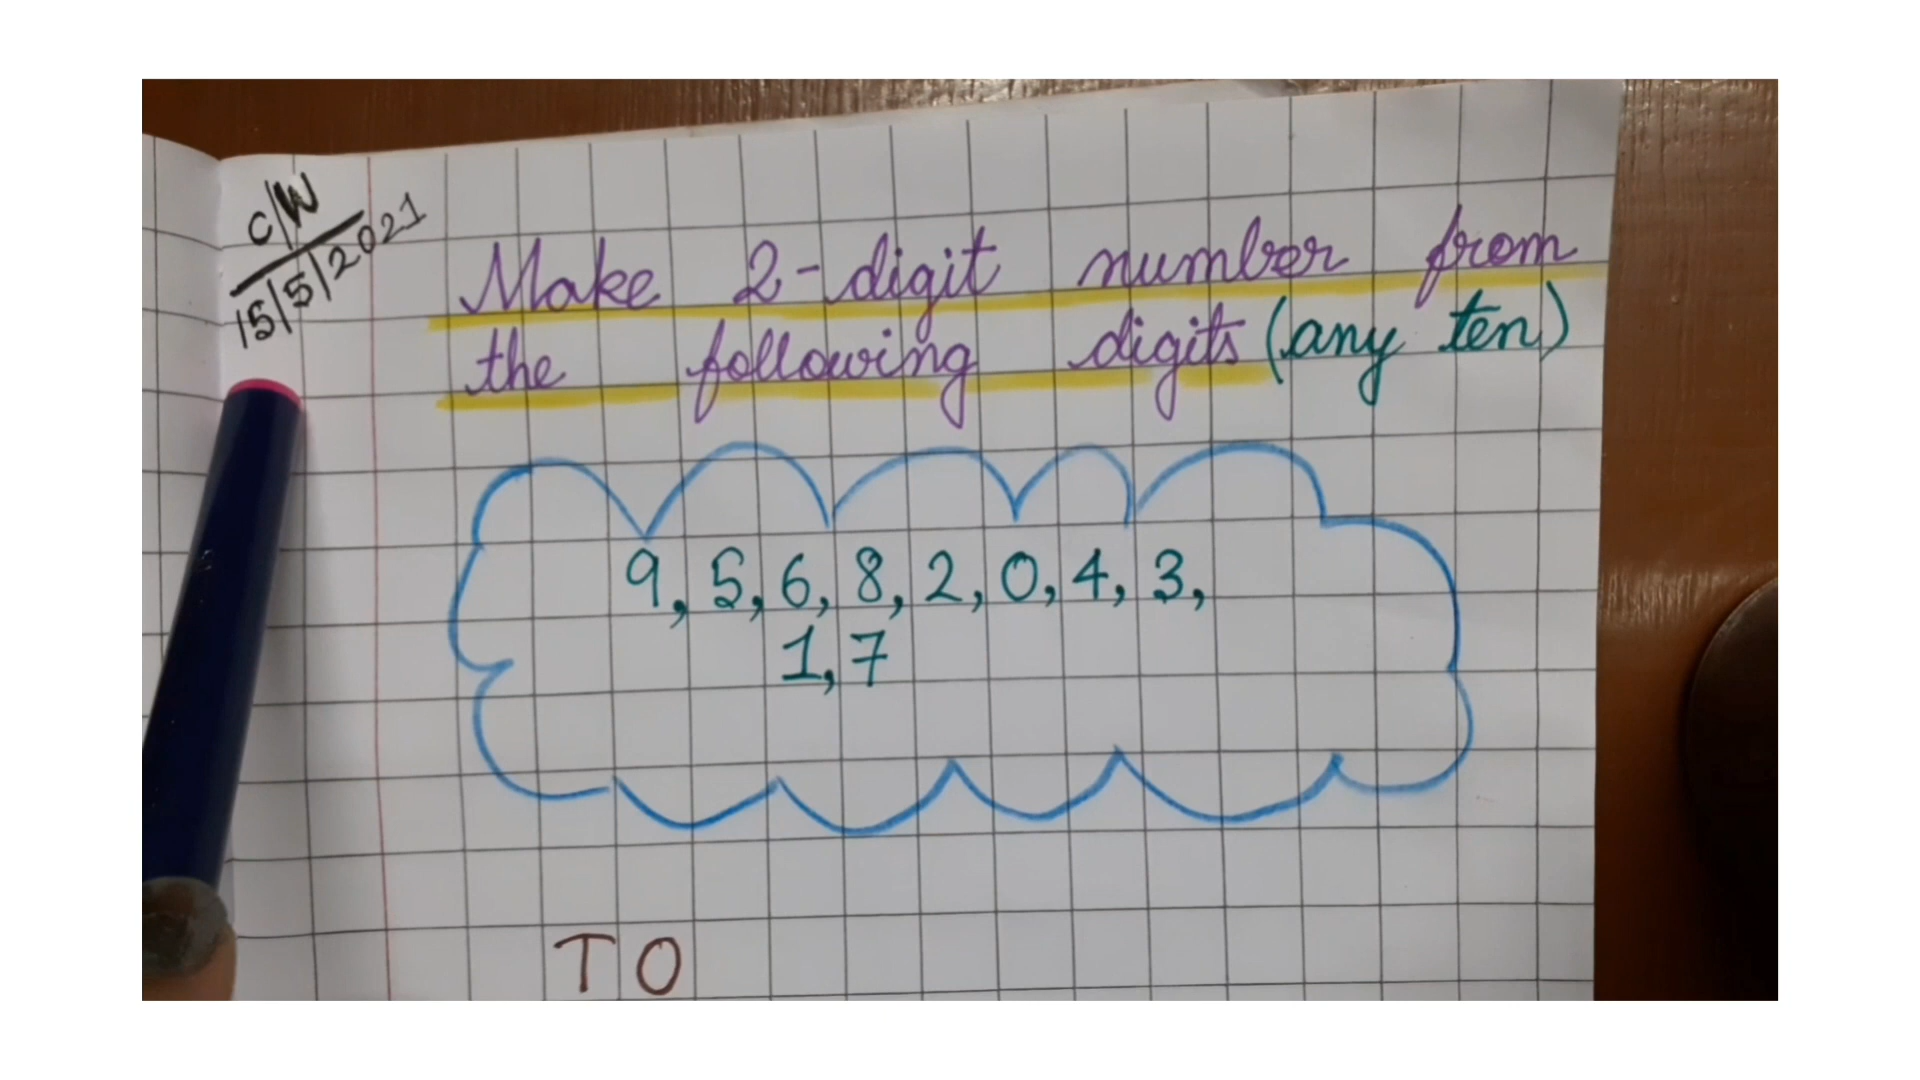 C/W
15/5/2021
Make 2-digit number from
the following digits (any ten)
9, 5, 6, 8, 2, 0, 4, 3,
1, 7
T O